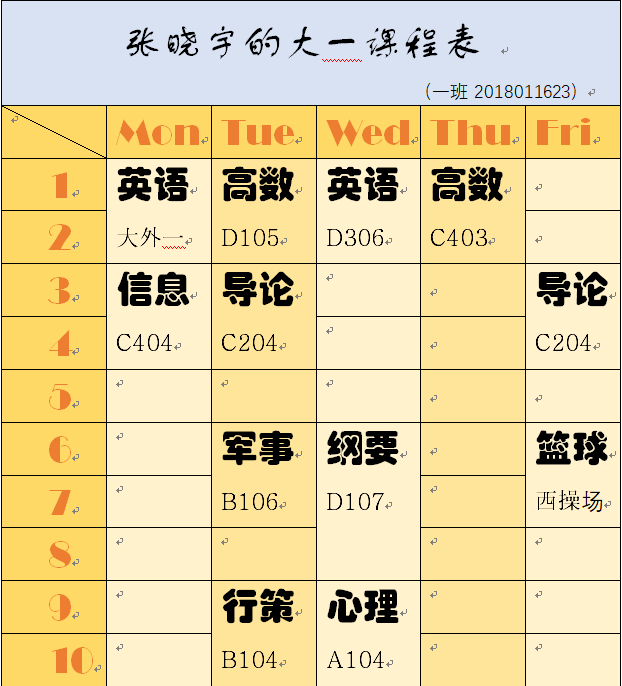 张晓宇的大一课程表
（一班 2018011623）
Mon Tue Wed Thu Fri
1 英语 高数 英语 高数
2 大外一 D105 D306 C403
3 信息 导论 导论
4 C404 C204 C204
5
6 军事 纲要 篮球
7 B106 D107 西操场
8
9 行策 心理
10 B104 A104